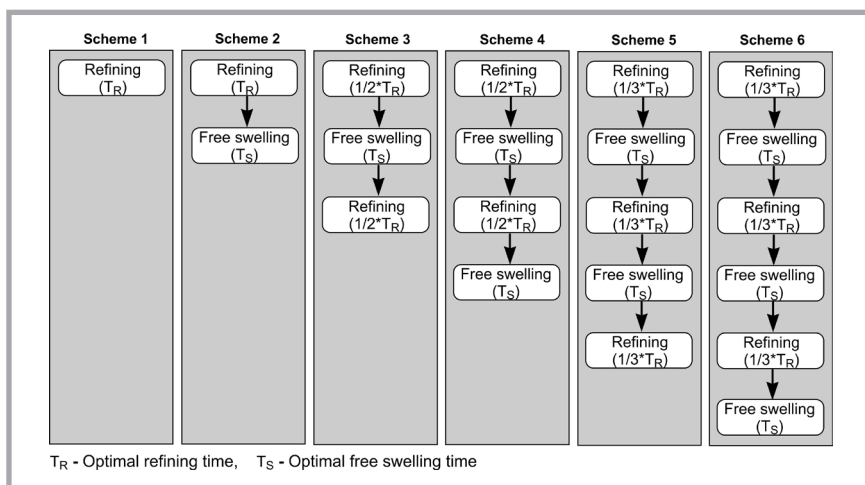 Scheme 1
Refining
(TR)
Scheme 2
Refining
(TR)
Free swelling
(TS)
Scheme 3
Refining
(1/2*TR)
Free swelling
(TS)
Refining
(1/2*TR)
Scheme 4
Refining
(1/2*TR)
Free swelling
(TS)
Refining
(1/2*TR)
Free swelling
(TS)
Scheme 5
Refining
(1/3*TR)
Free swelling
(TS)
Refining
(1/3*TR)
Free swelling
(TS)
Refining
(1/3*TR)
Scheme 6
Refining
(1/3*TR)
Free swelling
(TS)
Refining
(1/3*TR)
Free swelling
(TS)
Refining
(1/3*TR)
Free swelling
(TS)
TR - Optimal refining time, TS - Optimal free swelling time